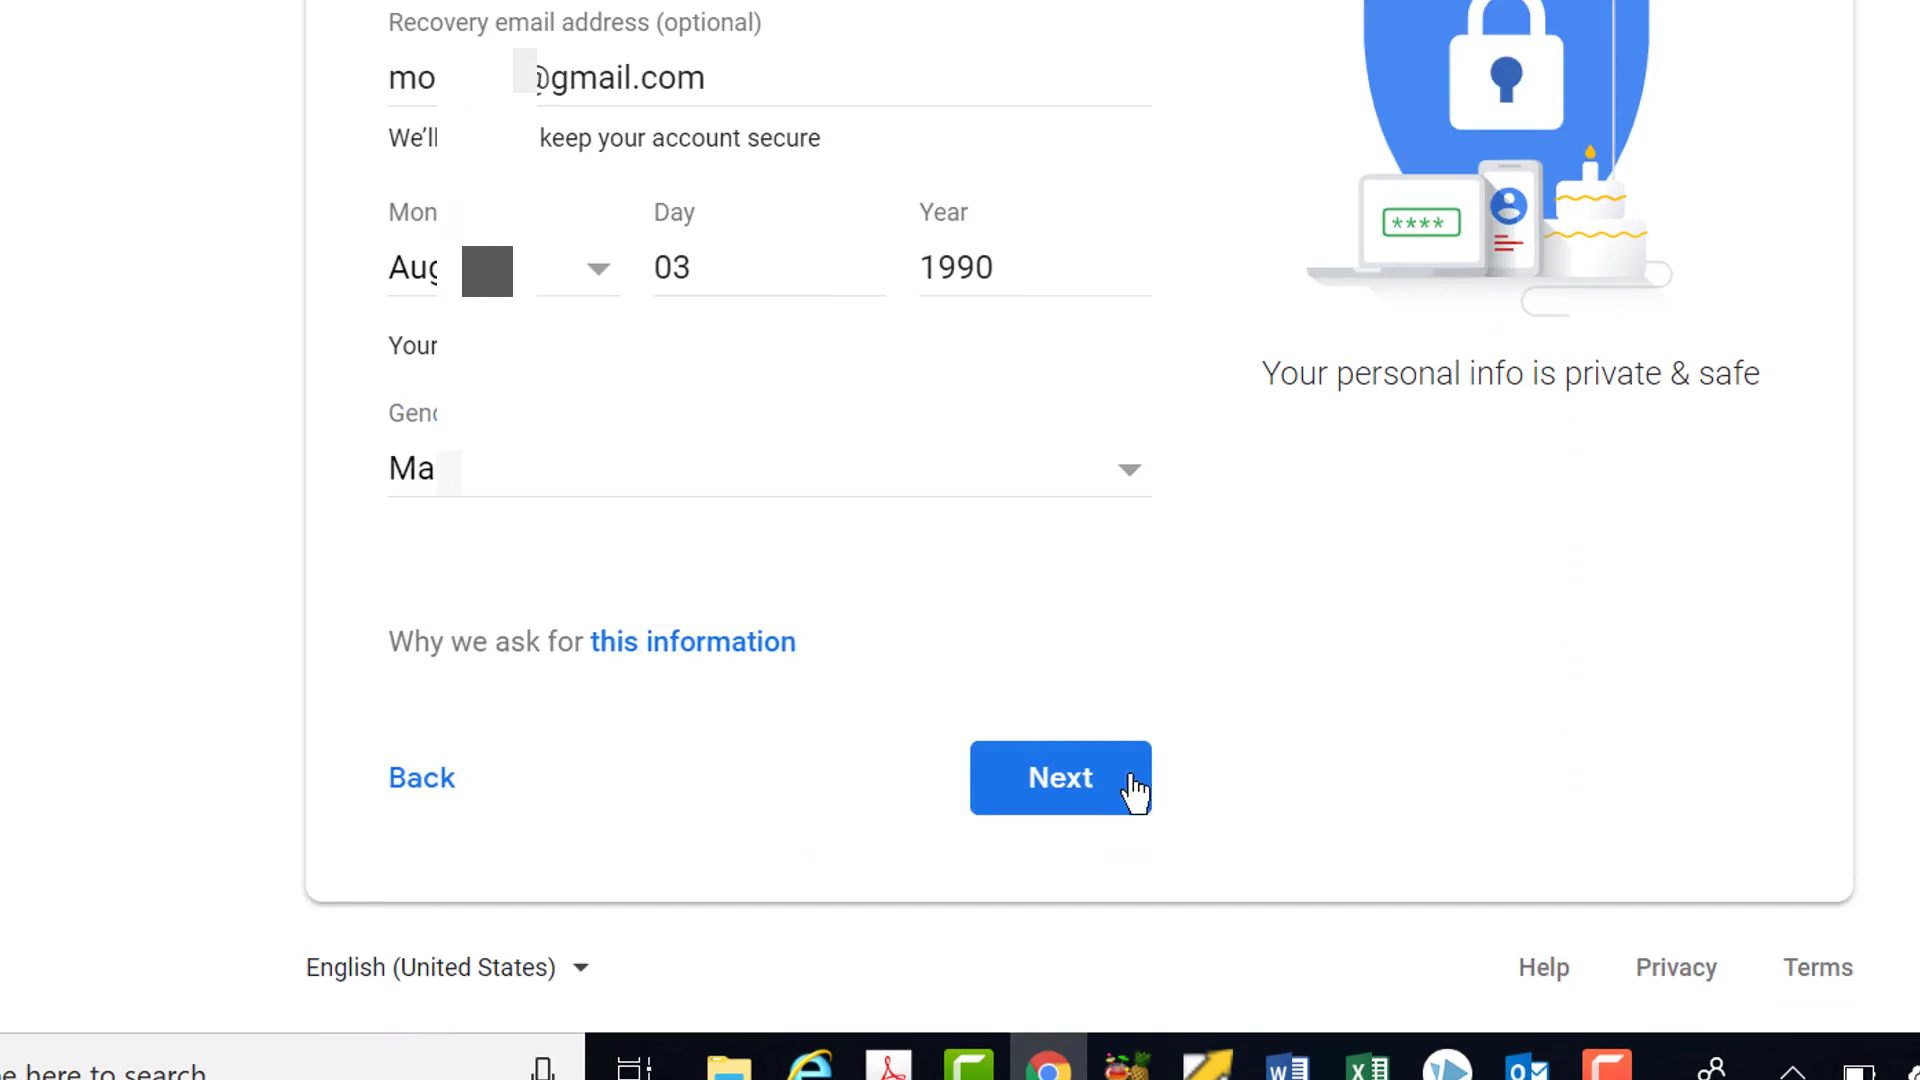 Recovery email address (optional)
mo @gmail.com
We'll keep your account secure
Mon Day Year
Aug 03 1990
Your
Gen
Ma
Why we ask for this information
Back Next
****
Your personal info is private & safe
English (United States) Help Privacy Terms
here to search